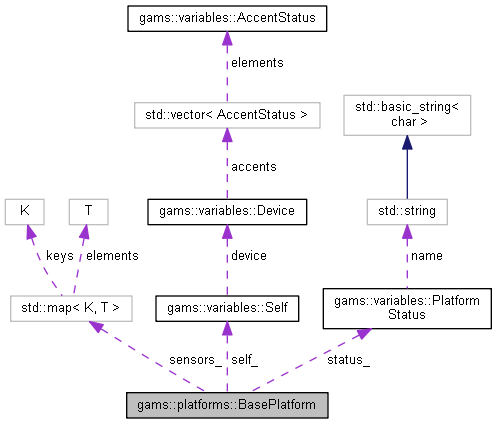 gams::variables::AccentStatus
elements
std::vector< AccentStatus >
std::basic_string<
char >
accents
K
T
gams::variables::Device
std::string
keys
elements
device
name
std::map< K, T >
gams::variables::Self
gams::variables::Platform
Status
sensors_
self_
status_
gams::platforms::BasePlatform